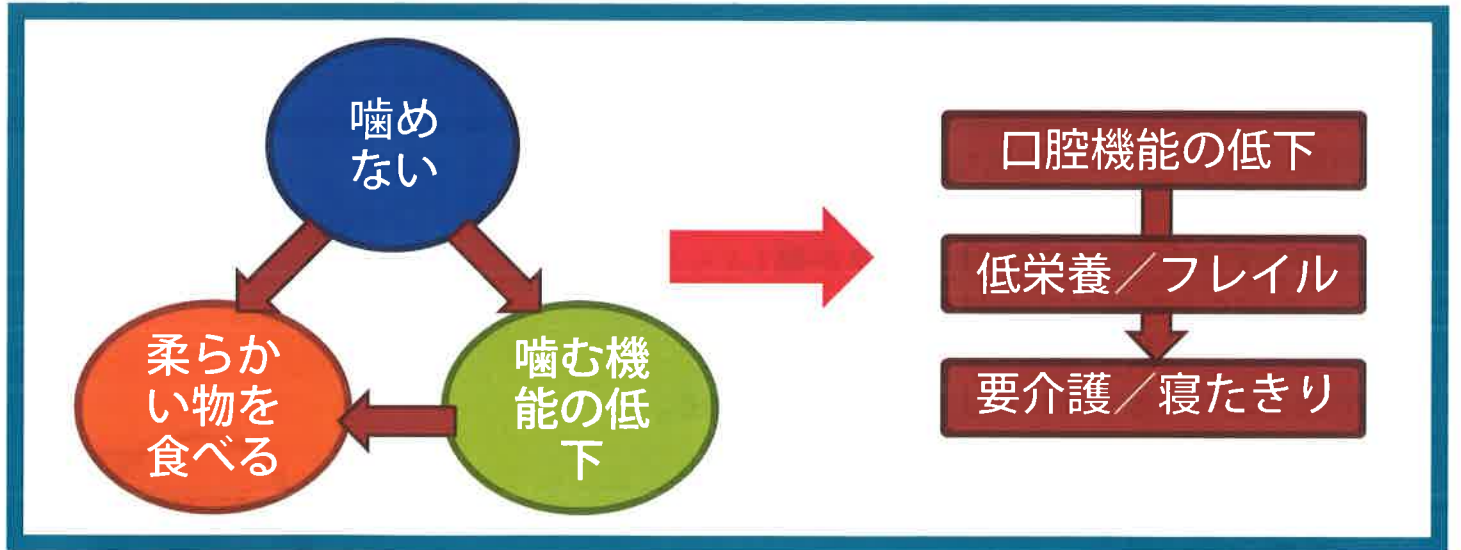 噛め
ない
柔らか
い物を
食べる
噛む機
能の低
下
口腔機能の低下
低栄養／フレイル
要介護／寝たきり